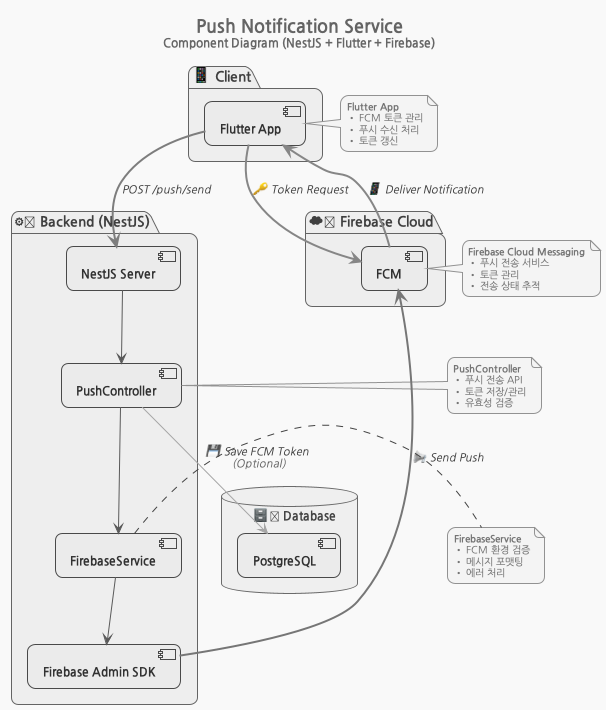 Push Notification Service
Component Diagram (NestJS + Flutter + Firebase)
Client
Flutter App
Flutter App
• FCM 토큰 관리
• 푸시 수신 처리
• 토큰 갱신
POST /push/send
Token Request
Deliver Notification
Backend (NestJS)
Firebase Cloud
NestJS Server
FCM
Firebase Cloud Messaging
• 푸시 전송 서비스
• 토큰 관리
• 전송 상태 추적
PushController
PushController
• 푸시 전송 API
• 토큰 저장/관리
• 유효성 검증
Save FCM Token
(Optional)
Send Push
Database
PostgreSQL
FirebaseService
FirebaseService
• FCM 환경 검증
• 메시지 포맷팅
• 에러 처리
Firebase Admin SDK